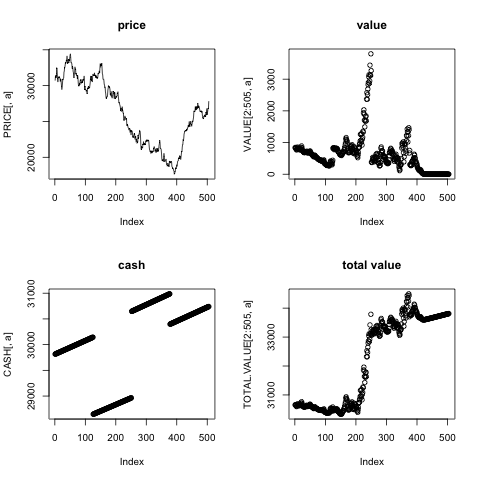 price
PRICE[, a]
20000
30000
0 100 200 300 400 500
Index
value
VALUE[2:505, a]
0 1000 2000 3000
0 100 200 300 400 500
Index
cash
CASH[, a]
29000 30000 31000
0 100 200 300 400 500
Index
total value
TOTAL.VALUE[2:505, a]
31000 33000
0 100 200 300 400 500
Index